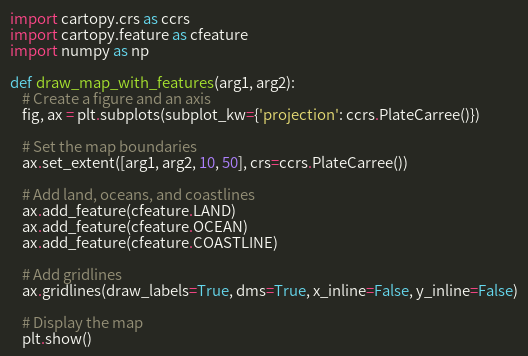 import cartopy.crs as ccrs
import cartopy.feature as cfeature
import numpy as np

def draw_map_with_features(arg1, arg2):
    # Create a figure and an axis
    fig, ax = plt.subplots(subplot_kw={'projection': ccrs.PlateCarree()})

    # Set the map boundaries
    ax.set_extent([arg1, arg2, 10, 50], crs=ccrs.PlateCarree())

    # Add land, oceans, and coastlines
    ax.add_feature(cfeature.LAND)
    ax.add_feature(cfeature.OCEAN)
    ax.add_feature(cfeature.COASTLINE)

    # Add gridlines
    ax.gridlines(draw_labels=True, dms=True, x_inline=False, y_inline=False)

    # Display the map
    plt.show()